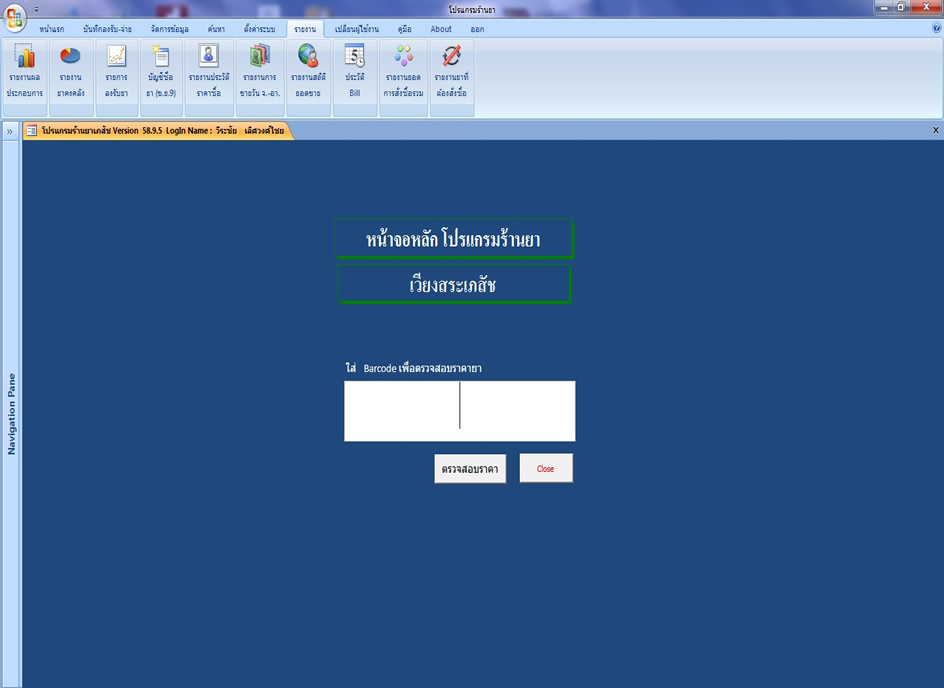 โปรแกรมร้านยา
หน้าแรก บันทึกลงรับ-จ่าย จัดการข้อมูล ค้นหา ตั้งค่าระบบ รายงาน เปลี่ยนผู้ใช้งาน คู่มือ About ออก
รายงานผล รายงาน รายการ บัญชีซื้อ รายงานประวัติ รายงานการ รายงานสถิติ ประวัติ รายงานยอด รายงานยาที่
ประกอบการ ยาคงคลัง ลงรับยา ยา (ข.ย.9) ราคาซื้อ ขายวัน จ.-อา. ยอดขาย Bill การสั่งซื้อรวม ต้องสั่งซื้อ
โปรแกรมร้านยาเภสัช Version 58.9.5 LogIn Name : วีระชัย เลิศวงศ์ไชย
Navigation Pane
หน้าจอหลัก โปรแกรมร้านยา
เวียงสระเภสัช
ใส่ Barcode เพื่อตรวจสอบราคายา
ตรวจสอบราคา Close